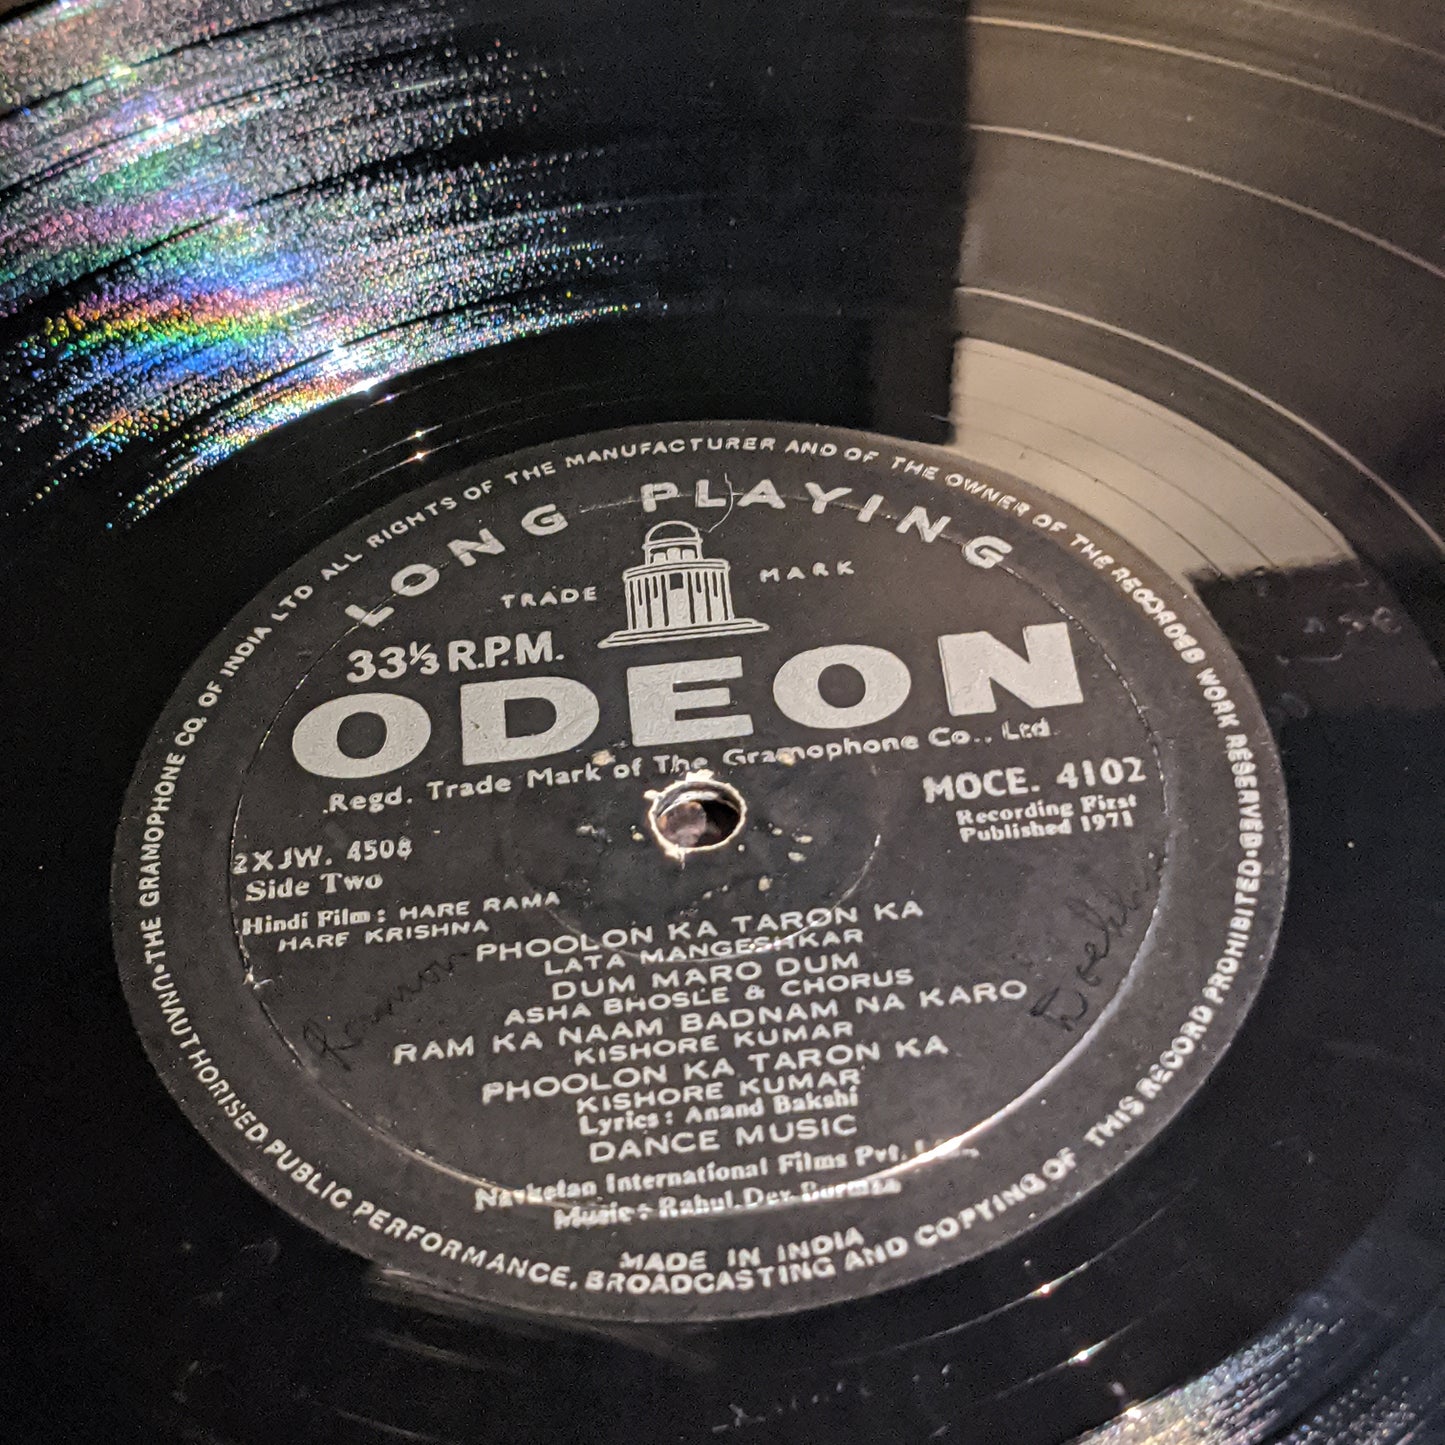 THE GRAMOPHONE CO. OF INDIA LTD ALL RIGHTS OF THE MANUFACTURER AND OF THE OWNER OF THE RECORDED WORK RESERVED • UNAUTHORISED PUBLIC PERFORMANCE, BROADCASTING AND COPYING OF THIS RECORD PROHIBITED •
LONG PLAYING
TRADE MARK
33⅓ R.P.M.
ODEON
Regd. Trade Mark of The Gramophone Co., Ltd.
MOCE. 4102
Recording First
Published 1971
2XJW. 4508
Side Two
Hindi Film: HARE RAMA
HARE KRISHNA
PHOOLON KA TARON KA
LATA MANGESHKAR
DUM MARO DUM
ASHA BHOSLE & CHORUS
RAM KA NAAM BADNAM NA KARO
KISHORE KUMAR
PHOOLON KA TARON KA
KISHORE KUMAR
Lyrics: Anand Bakshi
DANCE MUSIC
Navketan International Films Pvt.
Music: Rahul Dev Burman
MADE IN INDIA